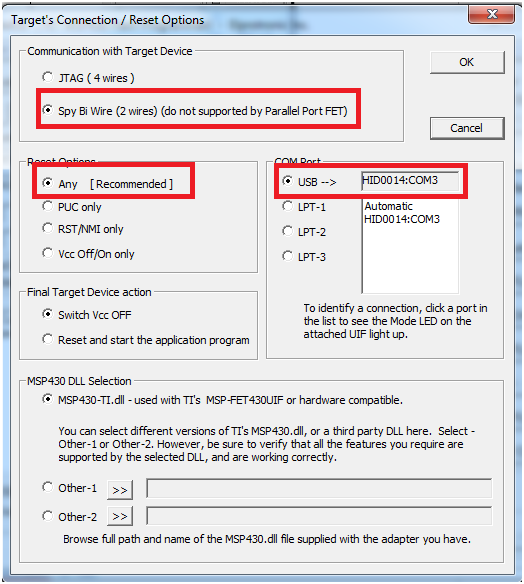 Target's Connection / Reset Options
Communication with Target Device
JTAG ( 4 wires )
Spy Bi Wire (2 wires) (do not supported by Parallel Port FET)
OK
Cancel
Reset Options
Any [ Recommended ]
PUC only
RST/NMI only
Vcc Off/On only
COM Port
USB -->
HID0014:COM3
LPT-1
LPT-2
LPT-3
Automatic
HID0014:COM3
To identify a connection, click a port in
the list to see the Mode LED on the
attached UIF light up.
Final Target Device action
Switch Vcc OFF
Reset and start the application program
MSP430 DLL Selection
MSP430-TI.dll - used with TI's MSP-FET430UIF or hardware compatible.
You can select different versions of TI's MSP430.dll, or a third party DLL here. Select -
Other-1 or Other-2. However, be sure to verify that all the features you require are
supported by the selected DLL, and are working correctly.
Other-1 >>
Other-2 >>
Browse full path and name of the MSP430.dll file supplied with the adapter you have.